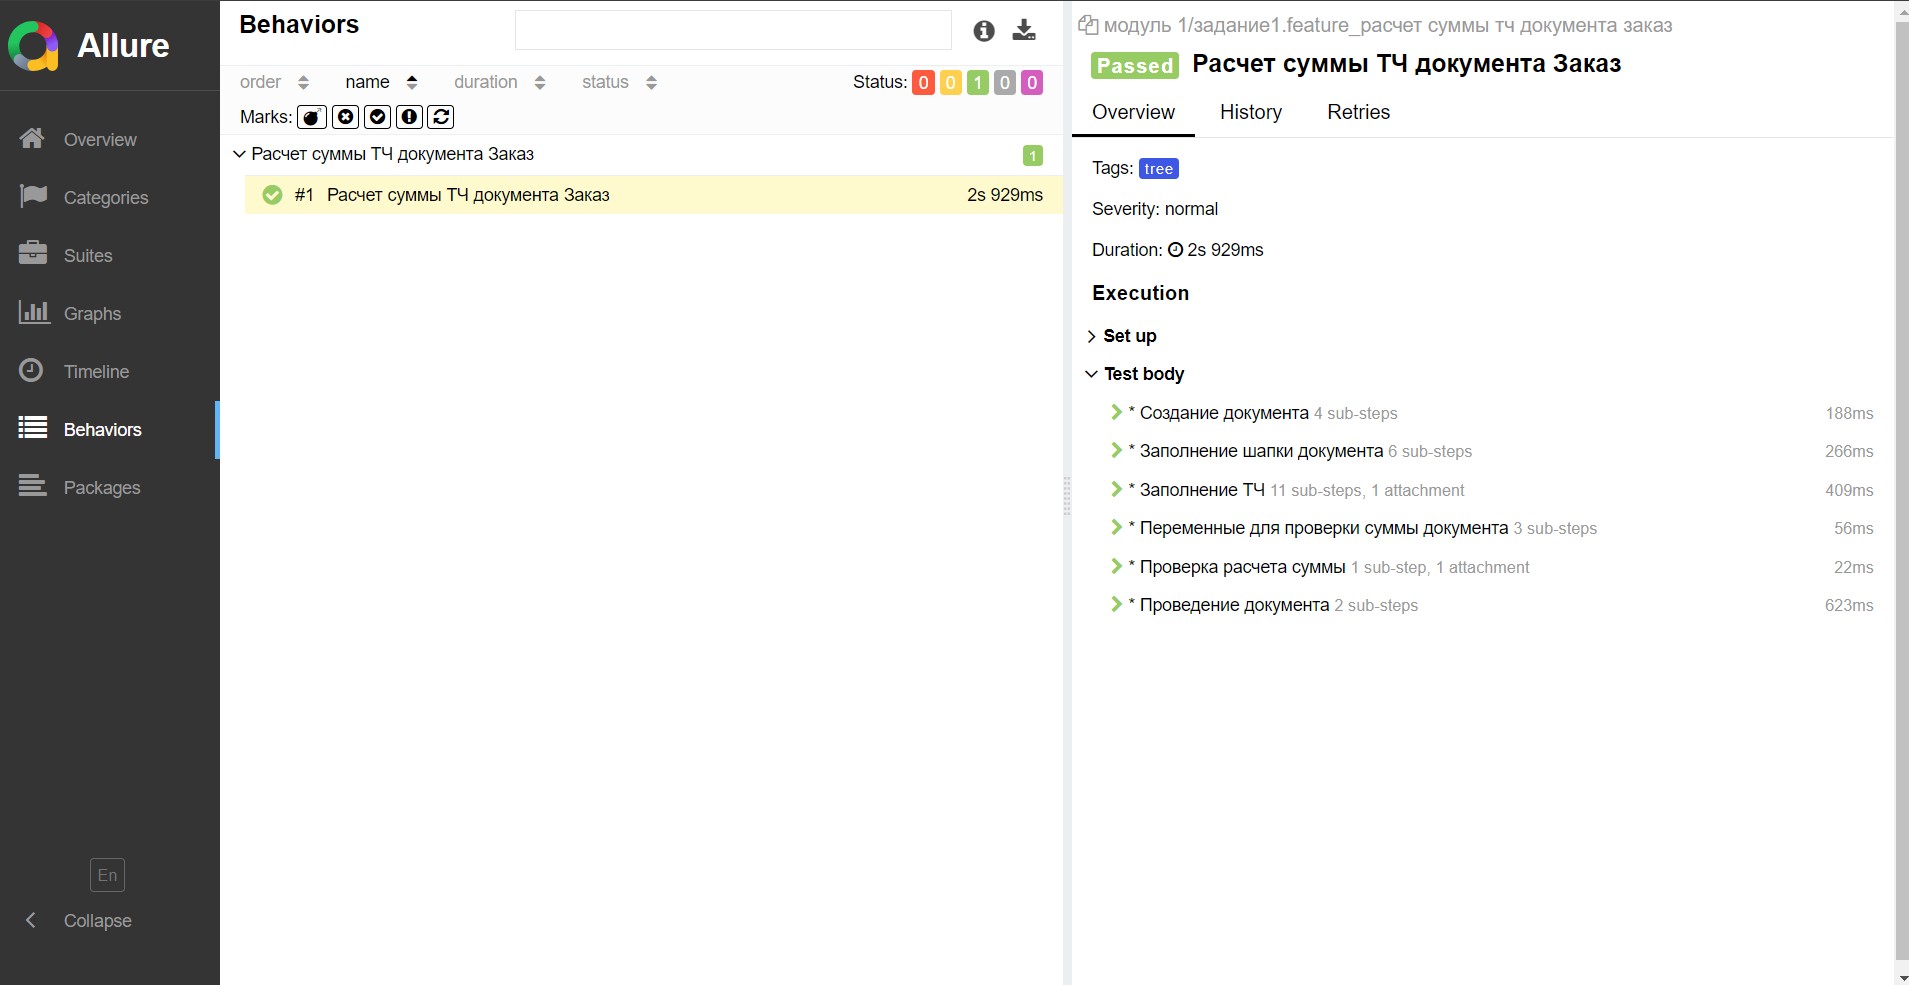 Allure
Overview
Categories
Suites
Graphs
Timeline
Behaviors
Packages
En
Collapse
Behaviors
order name duration status Status: 0 0 1 0 0
Marks:
Расчет суммы ТЧ документа Заказ 1
#1 Расчет суммы ТЧ документа Заказ 2s 929ms
модуль 1/задание1.feature_расчет суммы тч документа заказ
Passed Расчет суммы ТЧ документа Заказ
Overview History Retries
Tags: tree
Severity: normal
Duration: 2s 929ms
Execution
Set up
Test body
* Создание документа 4 sub-steps 188ms
* Заполнение шапки документа 6 sub-steps 266ms
* Заполнение ТЧ 11 sub-steps, 1 attachment 409ms
* Переменные для проверки суммы документа 3 sub-steps 56ms
* Проверка расчета суммы 1 sub-step, 1 attachment 22ms
* Проведение документа 2 sub-steps 623ms